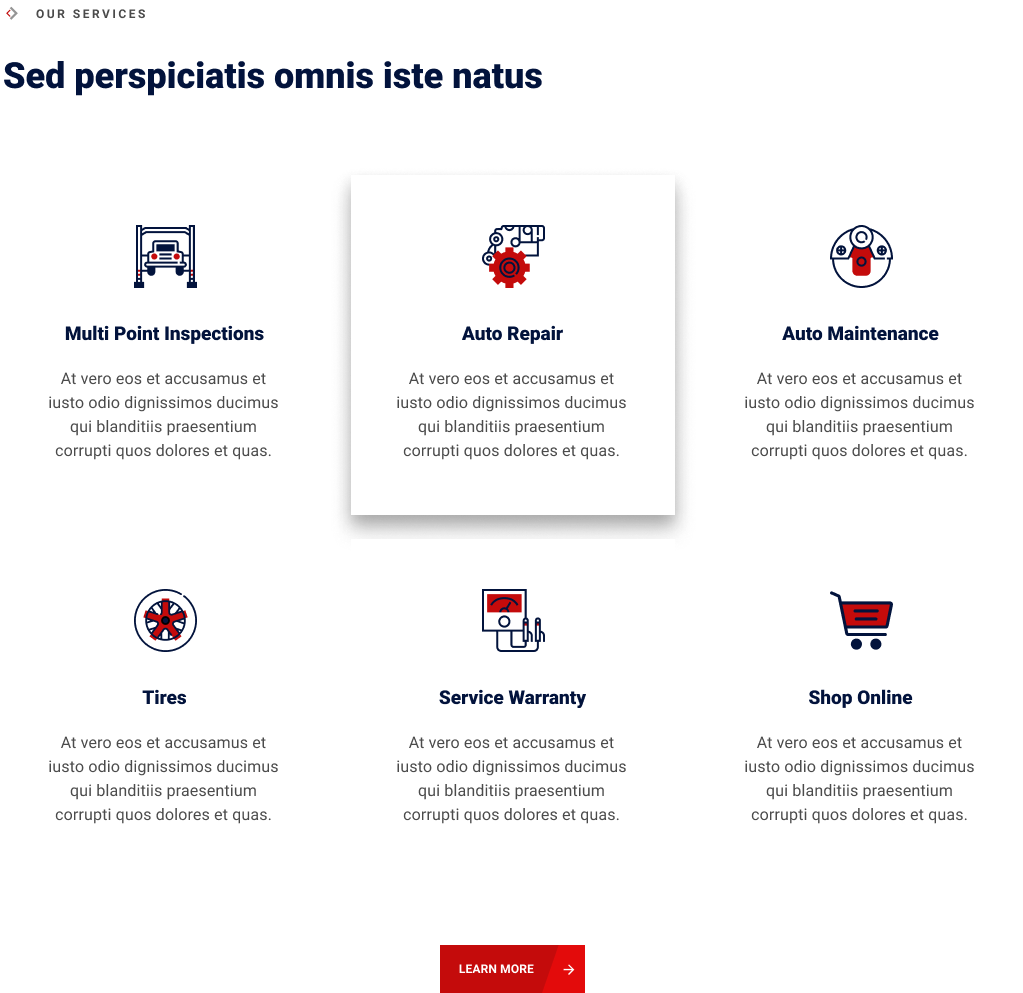 OUR SERVICES
Sed perspiciatis omnis iste natus
Multi Point Inspections
At vero eos et accusamus et
iusto odio dignissimos ducimus
qui blanditiis praesentium
corrupti quos dolores et quas.
Auto Repair
At vero eos et accusamus et
iusto odio dignissimos ducimus
qui blanditiis praesentium
corrupti quos dolores et quas.
Auto Maintenance
At vero eos et accusamus et
iusto odio dignissimos ducimus
qui blanditiis praesentium
corrupti quos dolores et quas.
Tires
At vero eos et accusamus et
iusto odio dignissimos ducimus
qui blanditiis praesentium
corrupti quos dolores et quas.
Service Warranty
At vero eos et accusamus et
iusto odio dignissimos ducimus
qui blanditiis praesentium
corrupti quos dolores et quas.
Shop Online
At vero eos et accusamus et
iusto odio dignissimos ducimus
qui blanditiis praesentium
corrupti quos dolores et quas.
LEARN MORE